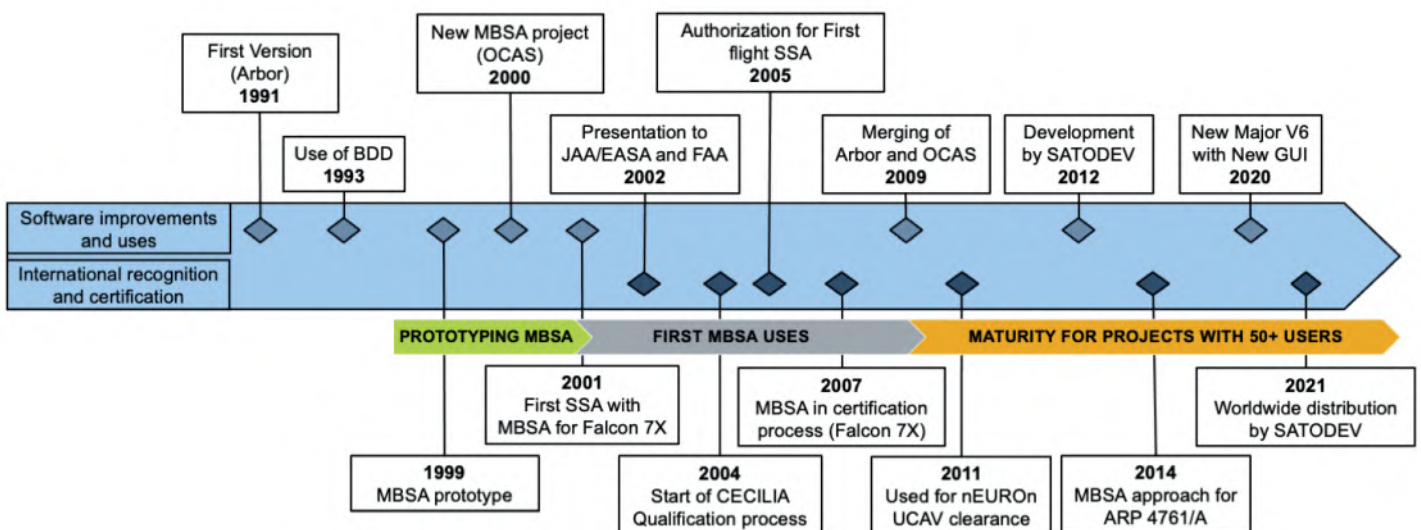 First Version
(Arbor)
1991
Use of BDD
1993
New MBSA project
(OCAS)
2000
Presentation to
JAA/EASA and FAA
2002
Authorization for First
flight SSA
2005
Merging of
Arbor and OCAS
2009
Development
by SATODEV
2012
New Major V6
with New GUI
2020
Software improvements
and uses
International recognition
and certification
PROTOTYPING MBSA
FIRST MBSA USES
MATURITY FOR PROJECTS WITH 50+ USERS
1999
MBSA prototype
2001
First SSA with
MBSA for Falcon 7X
2004
Start of CECILIA
Qualification process
2007
MBSA in certification
process (Falcon 7X)
2011
Used for nEUROn
UCAV clearance
2014
MBSA approach for
ARP 4761/A
2021
Worldwide distribution
by SATODEV